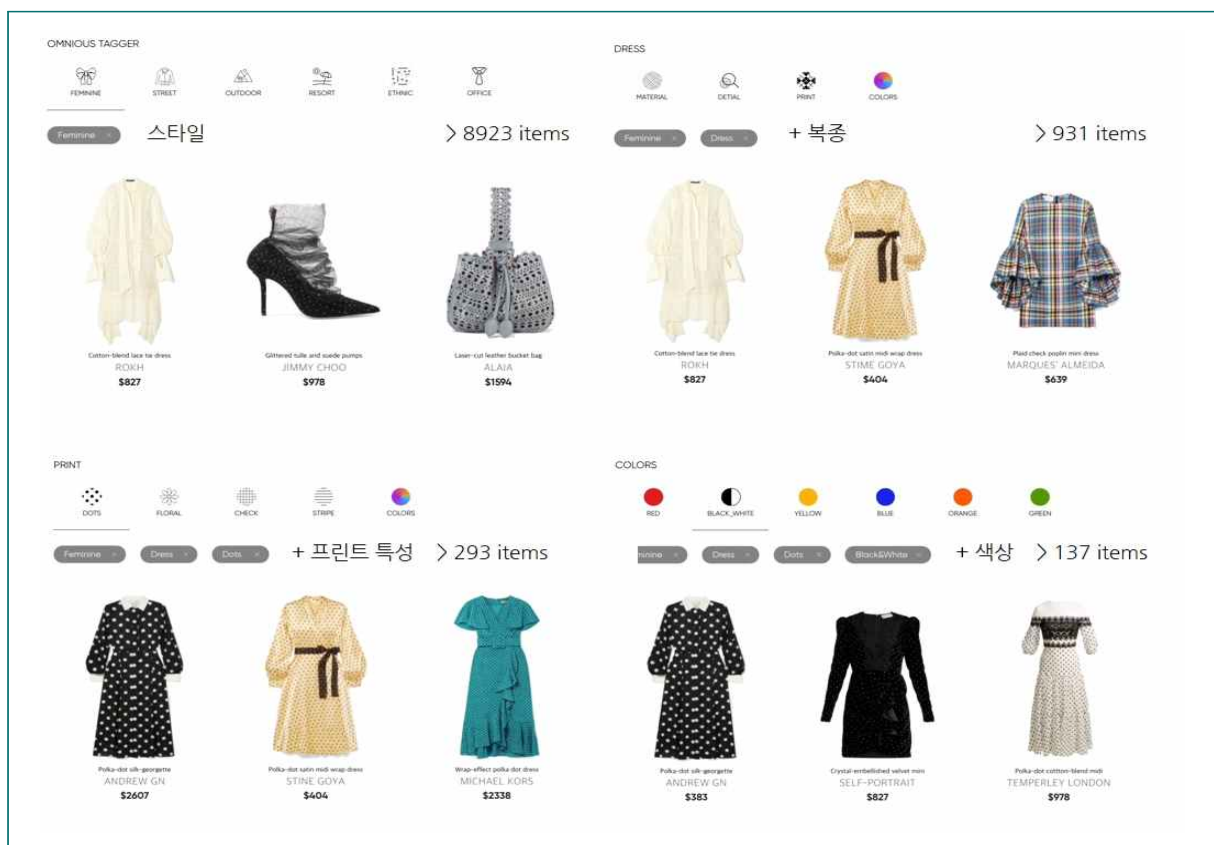 OMNIOUS TAGGER
FEMININE STREET OUTDOOR RESORT ETHNIC OFFICE
Feminine × 스타일 > 8923 items
Cotton-blend lace tie dress
ROKH
$827
Glittered tulle and suede pumps
JIMMY CHOO
$978
Laser-cut leather bucket bag
ALAIA
$1594
DRESS
MATERIAL DETIAL PRINT COLORS
Feminine × Dress × + 복종 > 931 items
Cotton-blend lace tie dress
ROKH
$827
Polka-dot satin midi wrap dress
STIME GOYA
$404
Plaid check poplin mini dress
MARQUES' ALMEIDA
$639
PRINT
DOTS FLORAL CHECK STRIPE COLORS
Feminine × Dress × Dots × + 프린트 특성 > 293 items
Polka-dot silk-georgette
ANDREW GN
$2607
Polka-dot satin midi wrap dress
STINE GOYA
$404
Wrap-effect polka dot dress
MICHAEL KORS
$2338
COLORS
RED BLACK_WHITE YELLOW BLUE ORANGE GREEN
minine × Dress × Dots × Black&White × + 색상 > 137 items
Polka-dot silk-georgette
ANDREW GN
$383
Crystal-embellished velvet mini
SELF-PORTRAIT
$827
Polka-dot cottton-blend midi
TEMPERLEY LONDON
$978